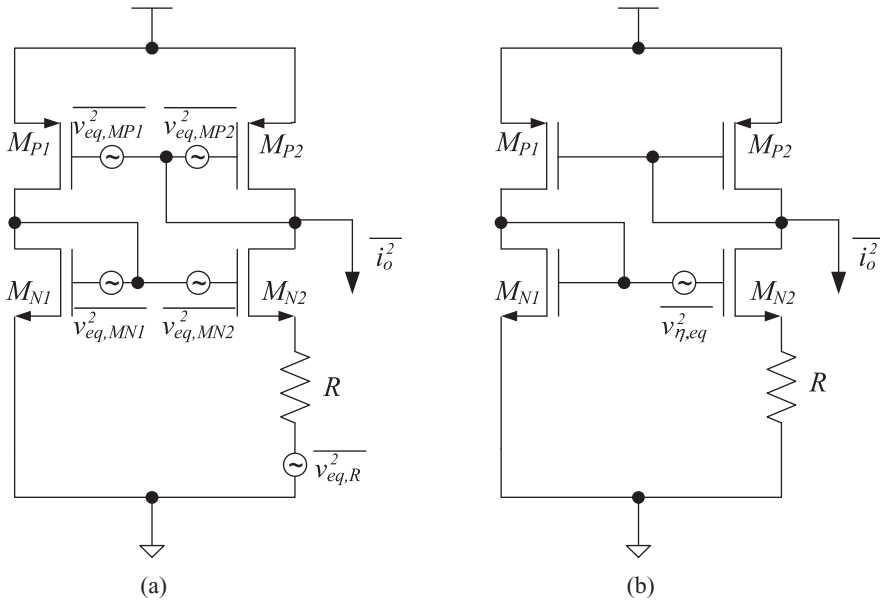 v²eq,MP1 v²eq,MP2
MP1 MP2
MP1 MP2
i²o
i²o
MN1 MN2
MN1 MN2
v²eq,MN1 v²eq,MN2
v²η,eq
R
R
v²eq,R
(a)
(b)